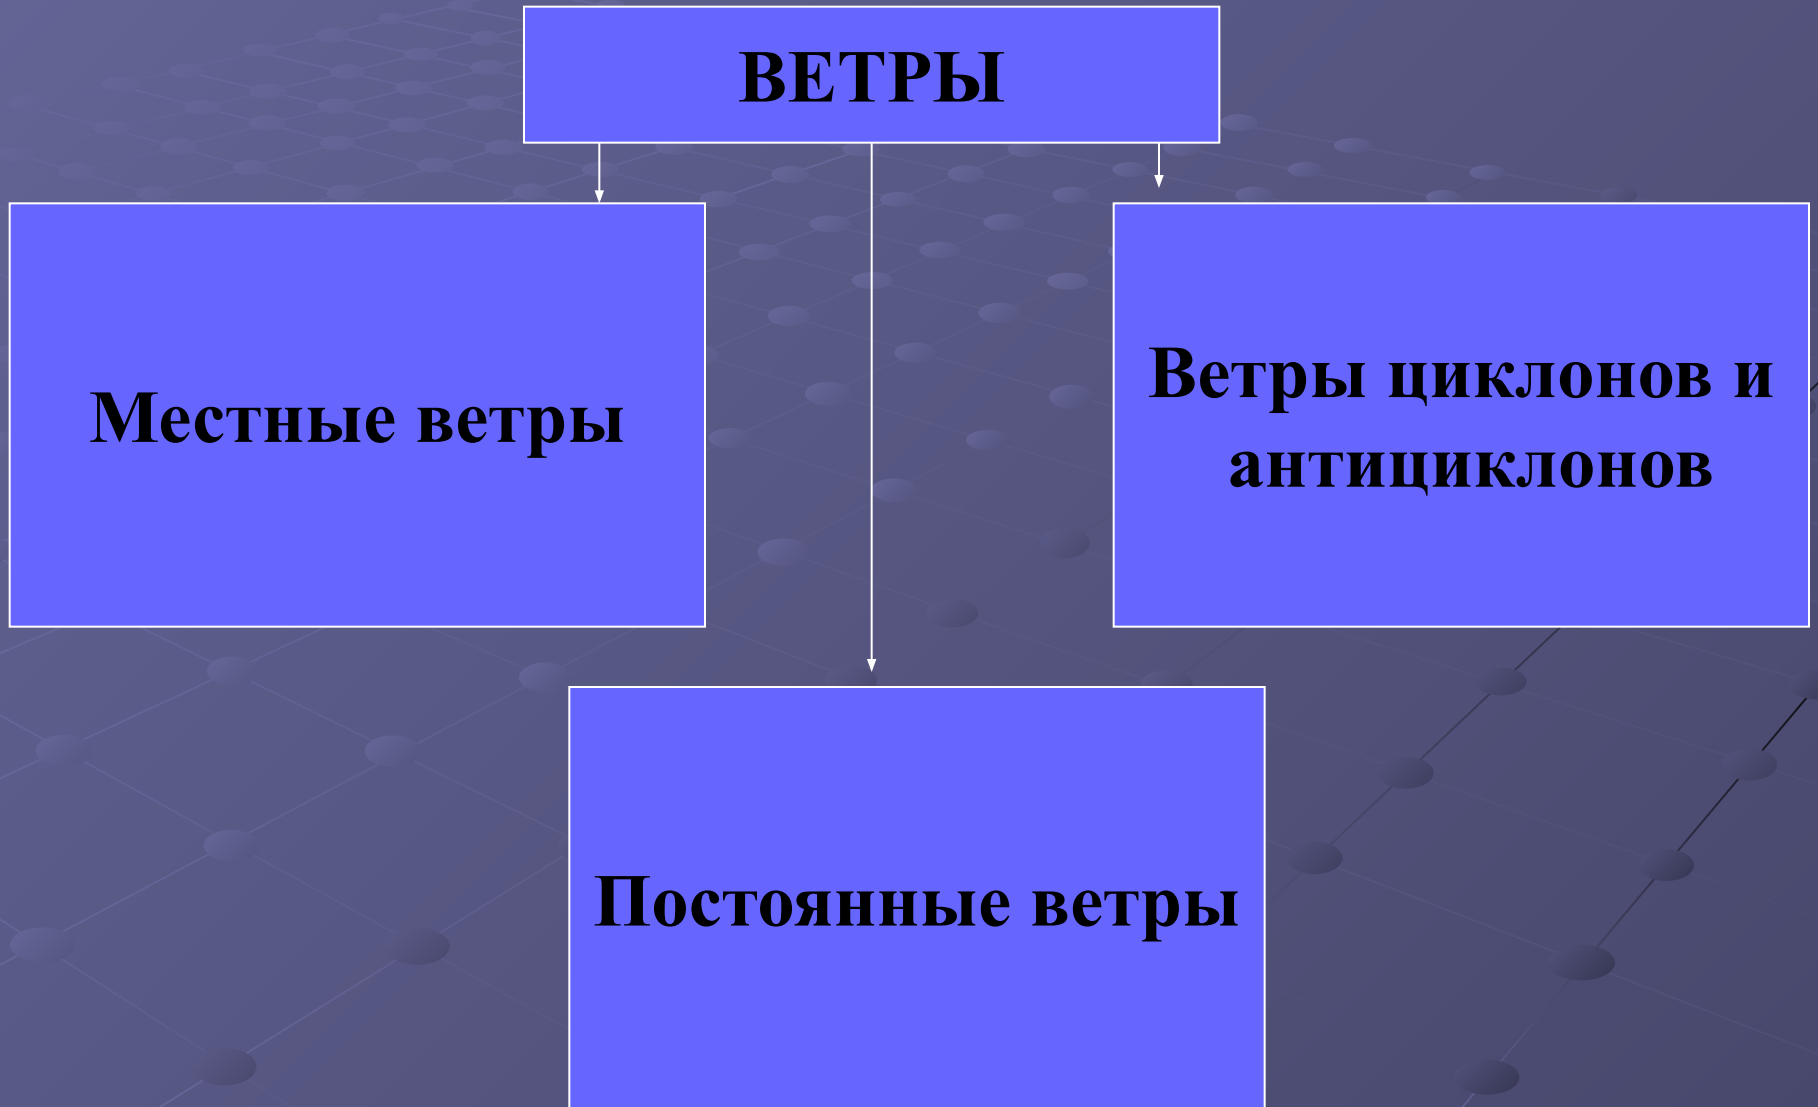 ВЕТРЫ
Местные ветры
Ветры циклонов и
антициклонов
Постоянные ветры